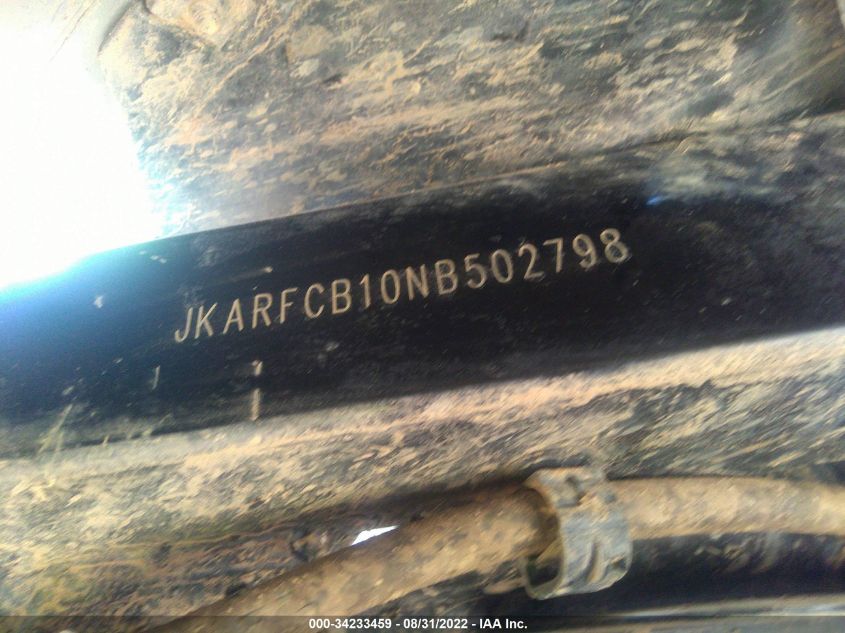 JKARFCB10NB502798
000-34233459 - 08/31/2022 - IAA Inc.